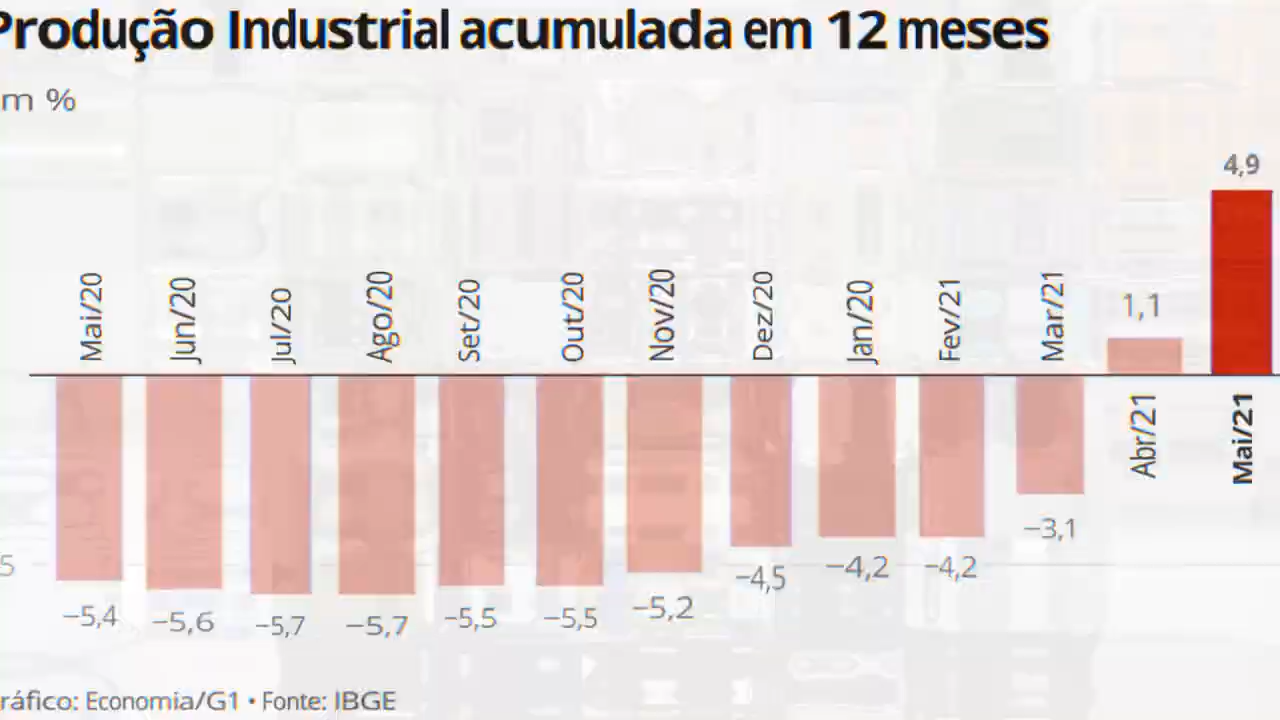 Produção Industrial acumulada em 12 meses
m %
4,9
1,1
Mai/20
Jun/20
Jul/20
Ago/20
Set/20
Out/20
Nov/20
Dez/20
Jan/20
Fev/21
Mar/21
Abr/21
Mai/21
5
−5,4
−5,6
−5,7
−5,7
−5,5
−5,5
−5,2
−4,5
−4,2
−4,2
−3,1
ráfico: Economia/G1 • Fonte: IBGE